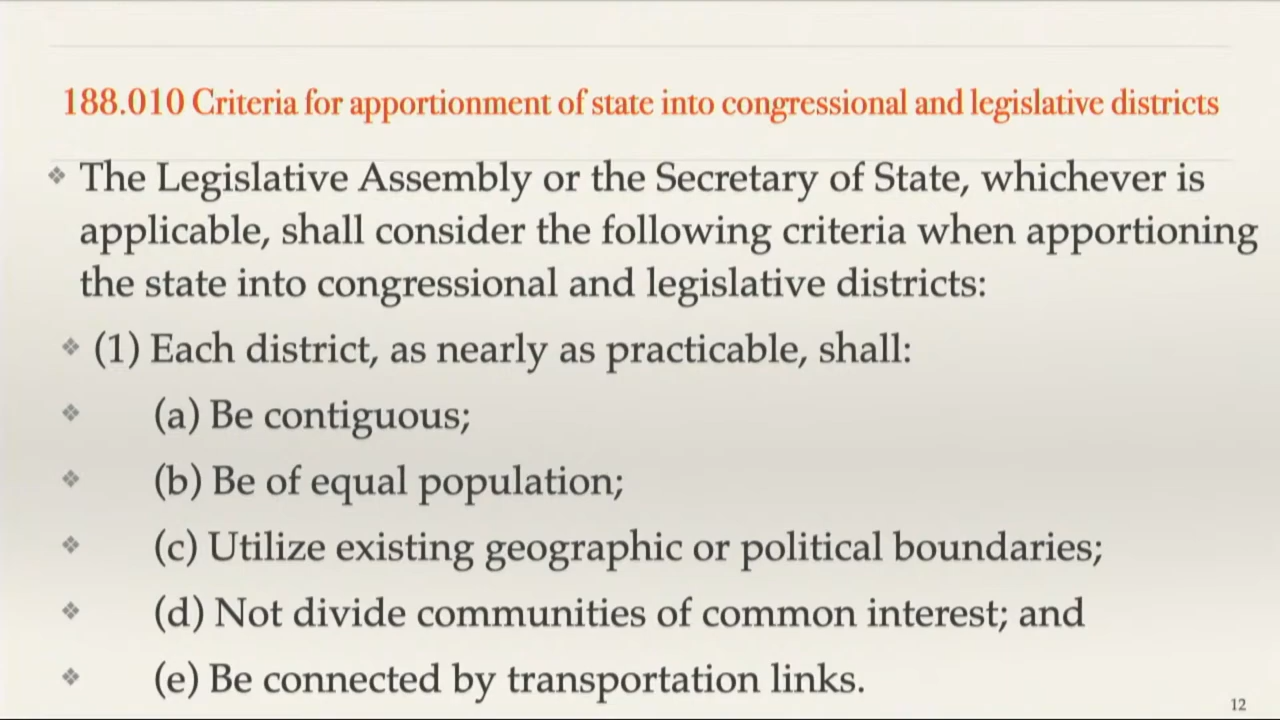 188.010 Criteria for apportionment of state into congressional and legislative districts
❖ The Legislative Assembly or the Secretary of State, whichever is
applicable, shall consider the following criteria when apportioning
the state into congressional and legislative districts:
❖ (1) Each district, as nearly as practicable, shall:
❖ (a) Be contiguous;
❖ (b) Be of equal population;
❖ (c) Utilize existing geographic or political boundaries;
❖ (d) Not divide communities of common interest; and
❖ (e) Be connected by transportation links.
12